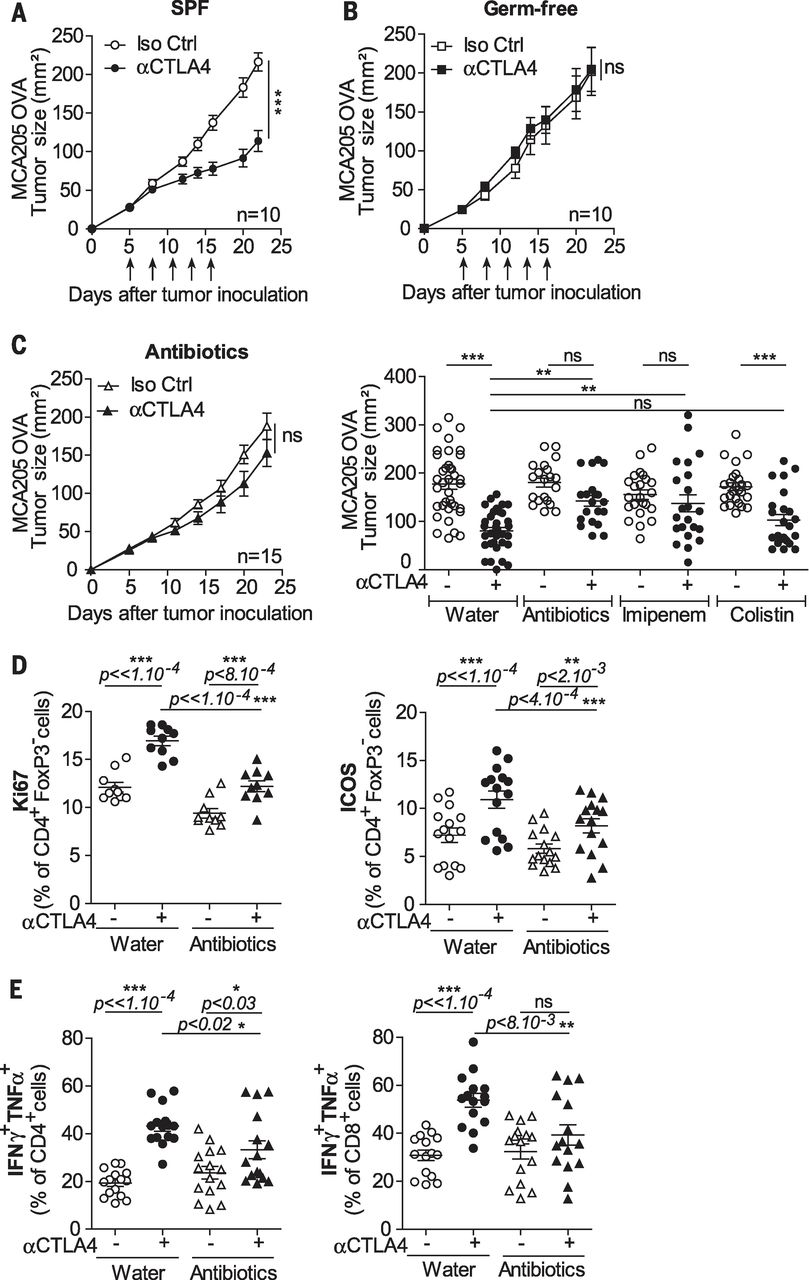 A
SPF
Iso Ctrl
αCTLA4
MCA205 OVA
Tumor size (mm²)
250
200
150
100
50
0
***
n=10
0 5 10 15 20 25
Days after tumor inoculation
B
Germ-free
Iso Ctrl
αCTLA4
MCA205 OVA
Tumor size (mm²)
250
200
150
100
50
0
ns
n=10
0 5 10 15 20 25
Days after tumor inoculation
C
Antibiotics
Iso Ctrl
αCTLA4
MCA205 OVA
Tumor size (mm²)
250
200
150
100
50
0
ns
n=15
0 5 10 15 20 25
Days after tumor inoculation
*** ns ns ***
**
**
ns
MCA205 OVA
Tumor size (mm²)
400
300
200
100
0
αCTLA4 - + - + - + - +
Water Antibiotics Imipenem Colistin
D
*** ***
p<<1.10⁻⁴ p<8.10⁻⁴
p<<1.10⁻⁴ ***
Ki67
(% of CD4⁺ FoxP3⁻cells)
20
15
10
5
0
αCTLA4 - + - +
Water Antibiotics
*** **
p<<1.10⁻⁴ p<2.10⁻³
p<4.10⁻⁴ ***
ICOS
(% of CD4⁺ FoxP3⁻cells)
20
15
10
5
0
αCTLA4 - + - +
Water Antibiotics
E
*** *
p<<1.10⁻⁴ p<0.03
p<0.02 *
IFNγ⁺TNFα⁺
(% of CD4⁺cells)
80
60
40
20
0
αCTLA4 - + - +
Water Antibiotics
*** ns
p<<1.10⁻⁴
p<8.10⁻³ **
IFNγ⁺TNFα⁺
(% of CD8⁺cells)
80
60
40
20
0
αCTLA4 - + - +
Water Antibiotics